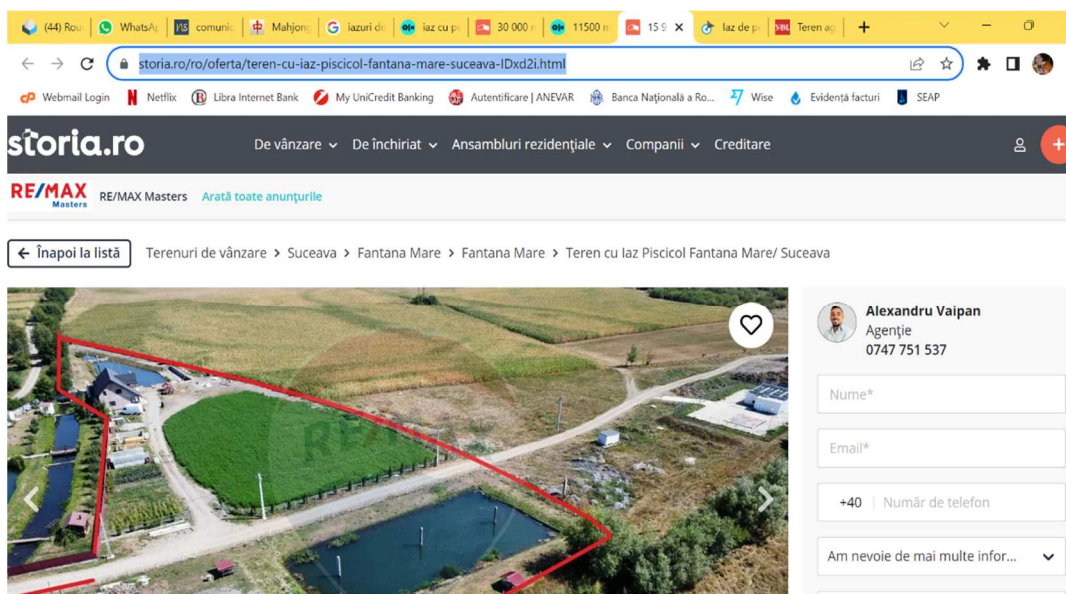 (44) Rou
WhatsAp
comunic
Mahjong
iazuri de
iaz cu pe
30 000 m
11500 m
15 9
Iaz de p
Teren ag
storia.ro/ro/oferta/teren-cu-iaz-piscicol-fantana-mare-suceava-IDxd2i.html
Webmail Login
Netflix
Libra Internet Bank
My UniCredit Banking
Autentificare | ANEVAR
Banca Națională a Ro...
Wise
Evidență facturi
SEAP
storia.ro
De vânzare
De închiriat
Ansambluri rezidențiale
Companii
Creditare
RE/MAX
Masters
RE/MAX Masters
Arată toate anunțurile
Înapoi la listă
Terenuri de vânzare > Suceava > Fantana Mare > Fantana Mare > Teren cu Iaz Piscicol Fantana Mare/ Suceava
RE/MAX
Alexandru Vaipan
Agenție
0747 751 537
Nume*
Email*
+40
Număr de telefon
Am nevoie de mai multe infor...